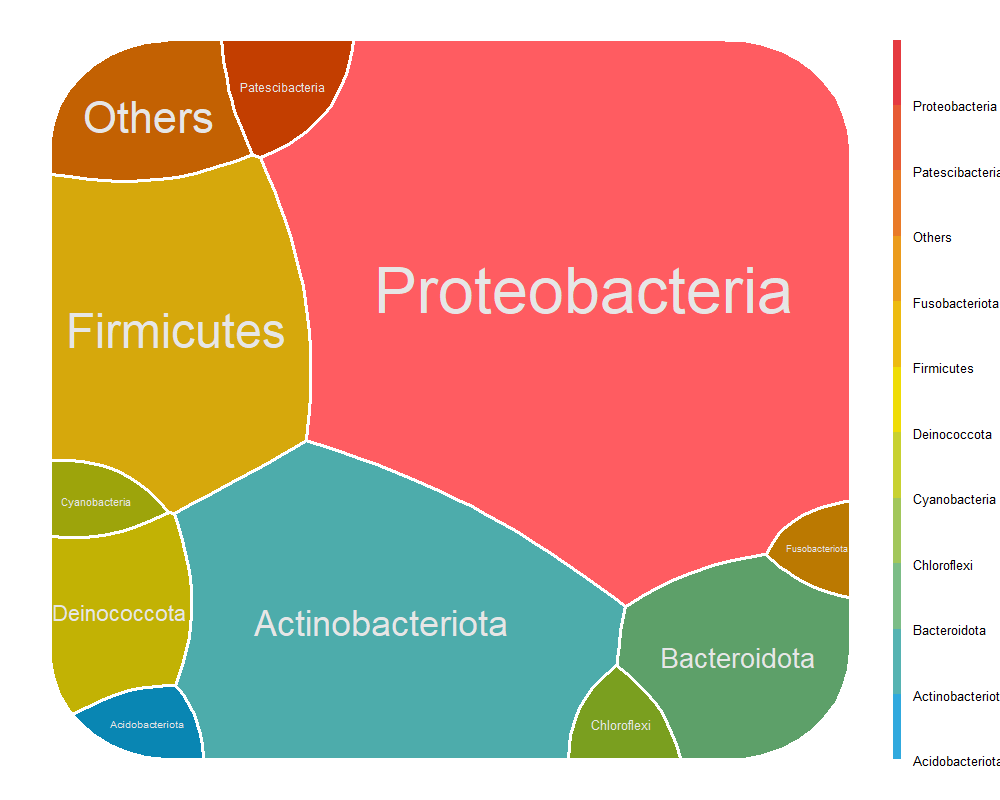 Patescibacteria
Others
Proteobacteria
Firmicutes
Cyanobacteria
Fusobacteriota
Deinococcota
Actinobacteriota
Bacteroidota
Acidobacteriota
Chloroflexi
Proteobacteria
Patescibacteria
Others
Fusobacteriota
Firmicutes
Deinococcota
Cyanobacteria
Chloroflexi
Bacteroidota
Actinobacteriot
Acidobacteriota